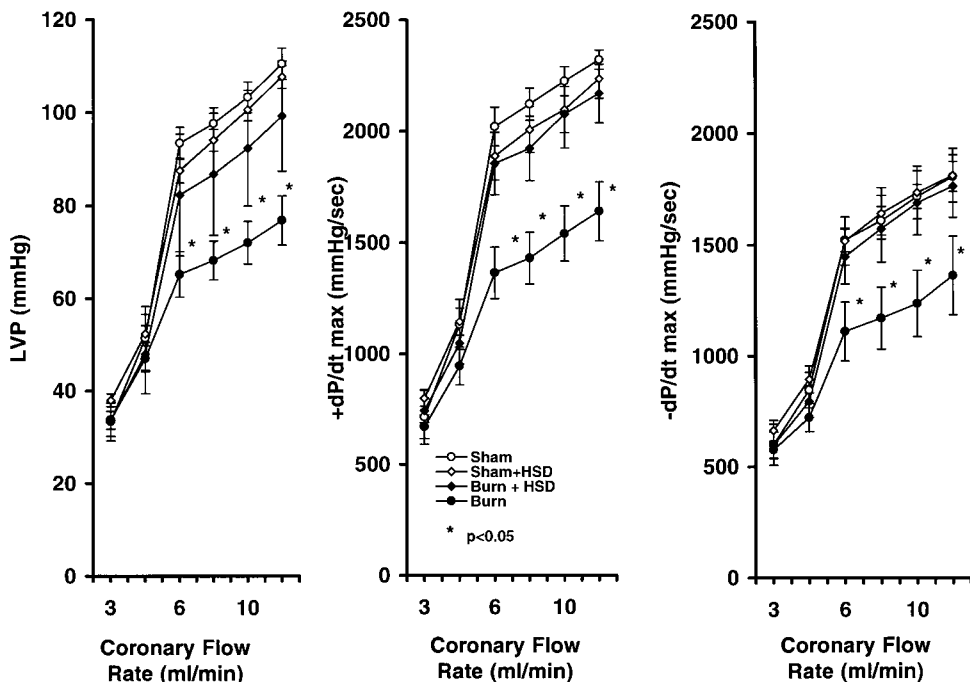 120
100
80
60
40
20
0
LVP (mmHg)
* * * *
3 6 10
Coronary Flow
Rate (ml/min)
2500
2000
1500
1000
500
0
+dP/dt max (mmHg/sec)
* * * *
Sham
Sham+HSD
Burn + HSD
Burn
* p<0.05
3 6 10
Coronary Flow
Rate (ml/min)
2500
2000
1500
1000
500
0
-dP/dt max (mmHg/sec)
* * * *
3 6 10
Coronary Flow
Rate (ml/min)